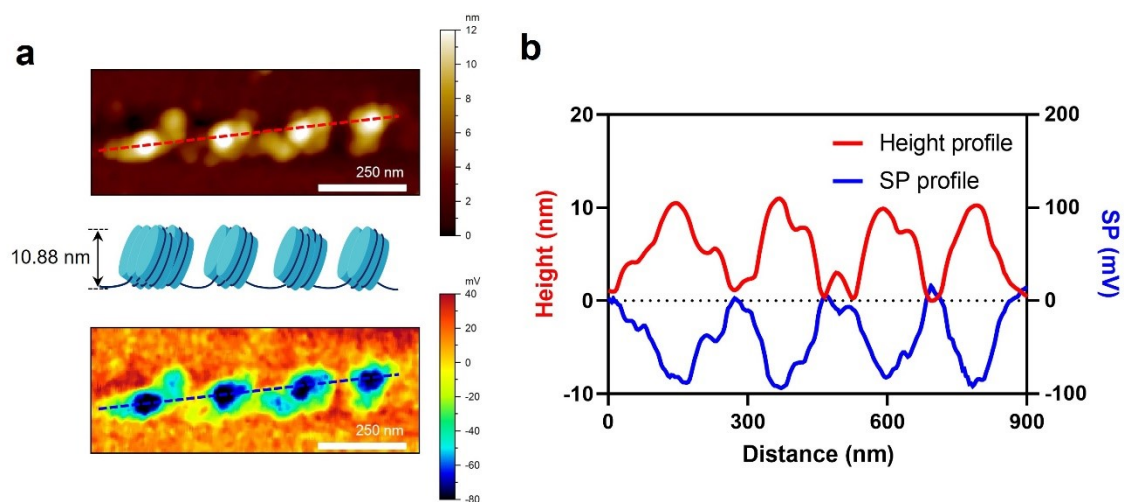 a
nm
12
10
8
6
4
2
0
250 nm
10.88 nm
mV
40
20
0
-20
-40
-60
-80
250 nm
b
20
10
0
-10
Height (nm)
Height profile
SP profile
200
100
0
-100
SP (mV)
0
300
600
900
Distance (nm)